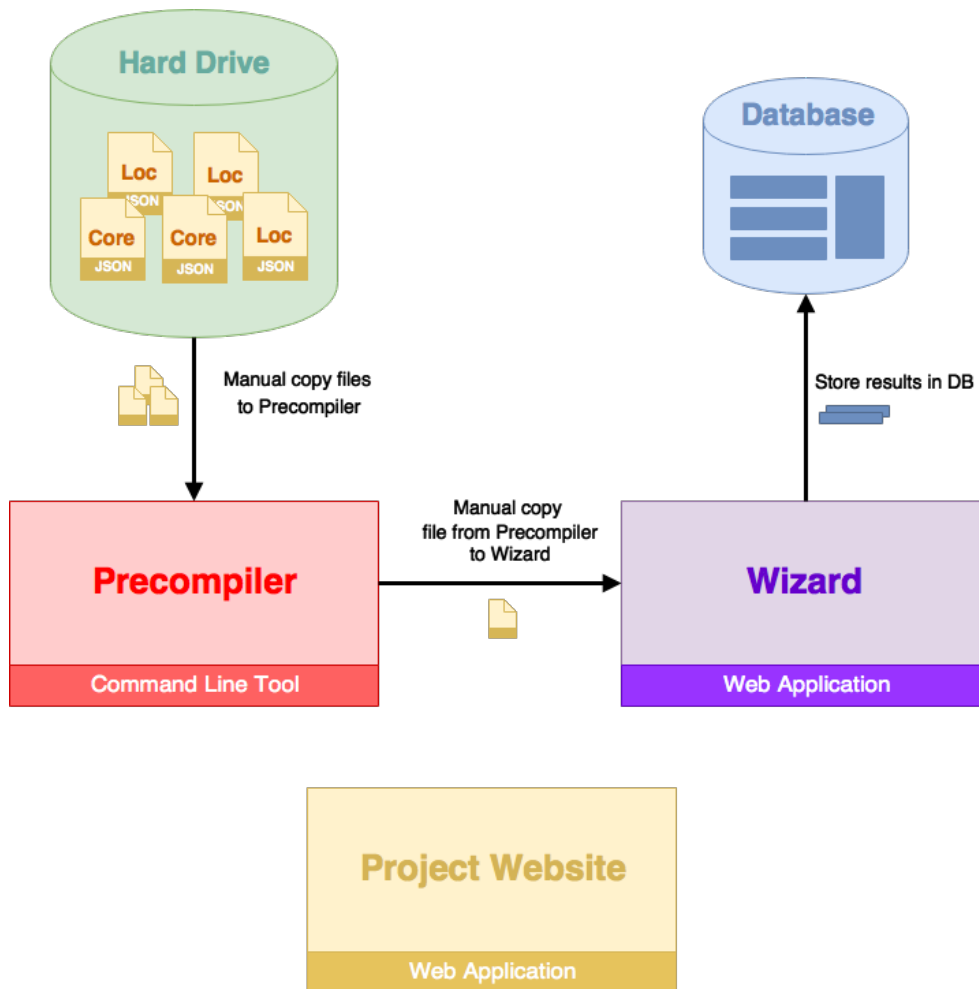 Hard Drive
Database
Loc
JSON
Loc
JSON
Core
JSON
Core
JSON
Loc
JSON
Manual copy files
to Precompiler
Store results in DB
Manual copy
file from Precompiler
to Wizard
Precompiler
Command Line Tool
Wizard
Web Application
Project Website
Web Application